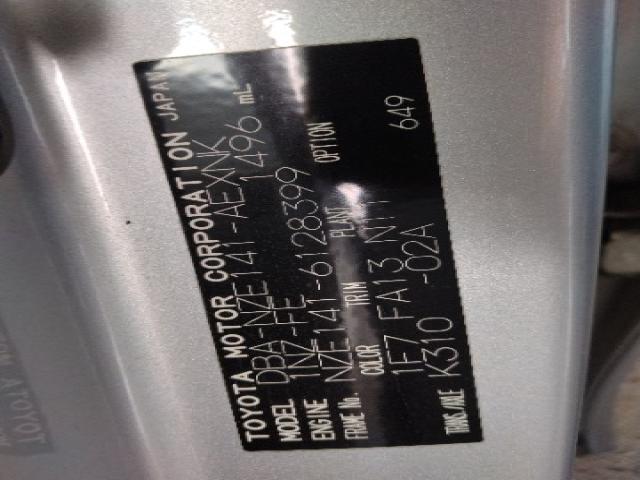 TOYOTA MOTOR CORPORATION JAPAN
MODEL DBA-NZE141-AEXNK
ENGINE 1NZ-FE 1496 mL
FRAME No. NZE141-6128399
COLOR TRIM PLANT OPTION
1F7 FA13 N11 649
TRANS/AXLE K310 -02A